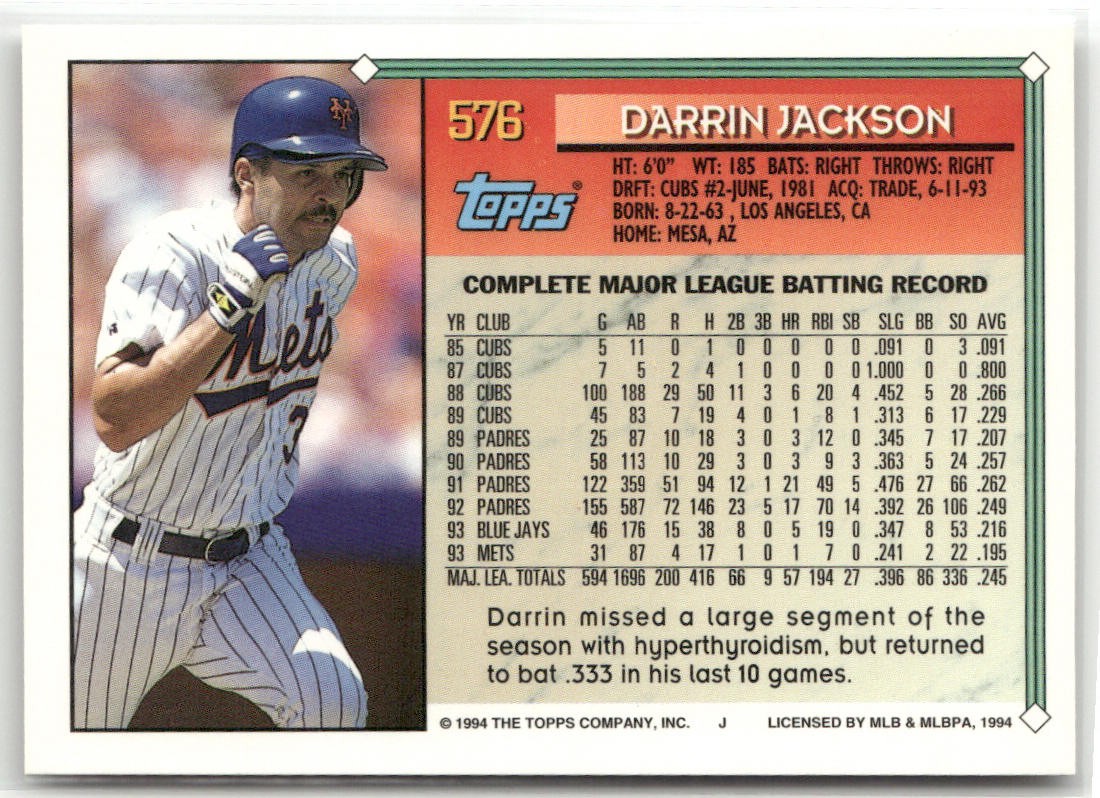 576 DARRIN JACKSON
HT: 6'0" WT: 185 BATS: RIGHT THROWS: RIGHT
Topps® DRFT: CUBS #2-JUNE, 1981 ACQ: TRADE, 6-11-93
BORN: 8-22-63 , LOS ANGELES, CA
HOME: MESA, AZ
COMPLETE MAJOR LEAGUE BATTING RECORD
YR CLUB G AB R H 2B 3B HR RBI SB SLG BB SO AVG
85 CUBS 5 11 0 1 0 0 0 0 0 .091 0 3 .091
87 CUBS 7 5 2 4 1 0 0 0 0 1.000 0 0 .800
88 CUBS 100 188 29 50 11 3 6 20 4 .452 5 28 .266
89 CUBS 45 83 7 19 4 0 1 8 1 .313 6 17 .229
89 PADRES 25 87 10 18 3 0 3 12 0 .345 7 17 .207
90 PADRES 58 113 10 29 3 0 3 9 3 .363 5 24 .257
91 PADRES 122 359 51 94 12 1 21 49 5 .476 27 66 .262
92 PADRES 155 587 72 146 23 5 17 70 14 .392 26 106 .249
93 BLUE JAYS 46 176 15 38 8 0 5 19 0 .347 8 53 .216
93 METS 31 87 4 17 1 0 1 7 0 .241 2 22 .195
MAJ. LEA. TOTALS 594 1696 200 416 66 9 57 194 27 .396 86 336 .245
Darrin missed a large segment of the
season with hyperthyroidism, but returned
to bat .333 in his last 10 games.
© 1994 THE TOPPS COMPANY, INC. J LICENSED BY MLB & MLBPA, 1994
NY
Mets
3